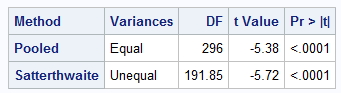 Method Variances DF t Value Pr > |t|
Pooled Equal 296 -5.38 <.0001
Satterthwaite Unequal 191.85 -5.72 <.0001